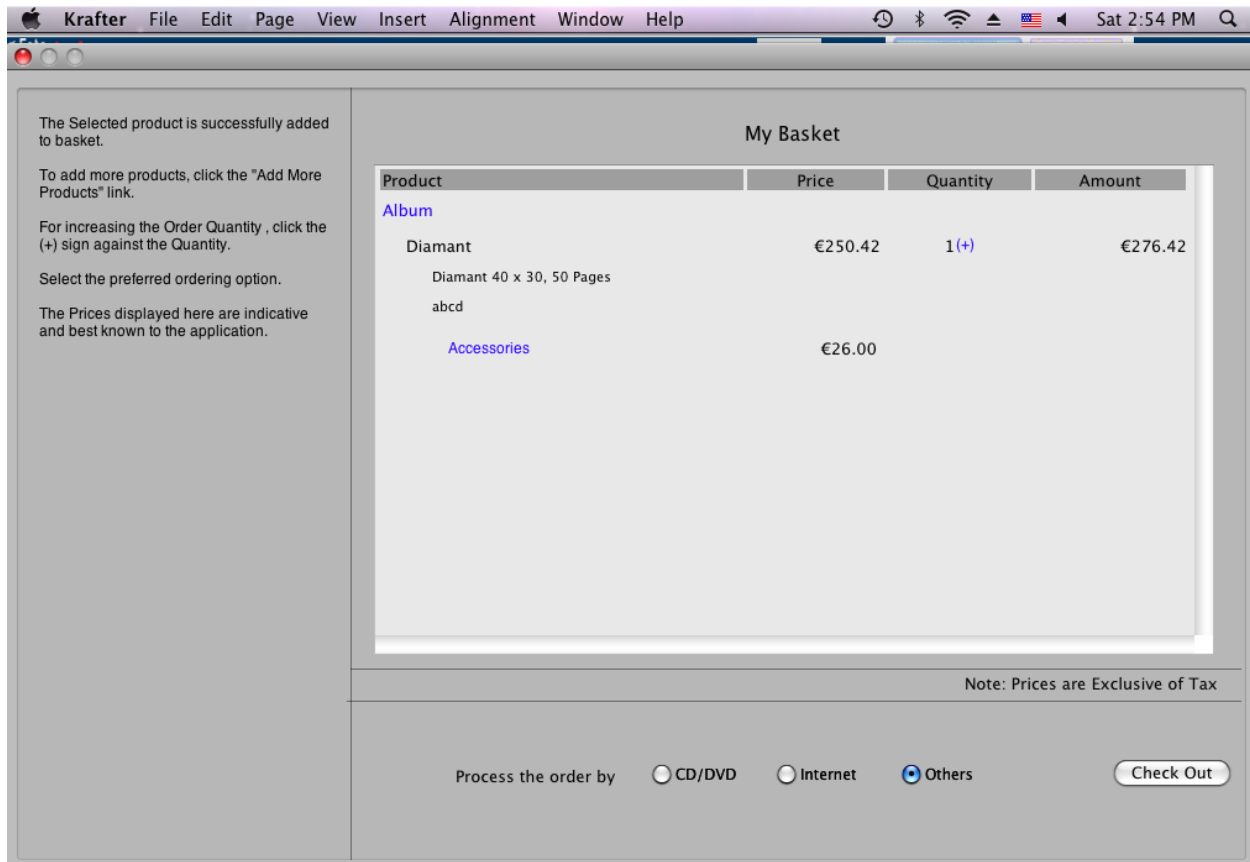 Krafter File Edit Page View Insert Alignment Window Help Sat 2:54 PM
The Selected product is successfully added
to basket.
To add more products, click the "Add More
Products" link.
For increasing the Order Quantity , click the
(+) sign against the Quantity.
Select the preferred ordering option.
The Prices displayed here are indicative
and best known to the application.
My Basket
Product Price Quantity Amount
Album
Diamant €250.42 1(+) €276.42
Diamant 40 x 30, 50 Pages
abcd
Accessories €26.00
Note: Prices are Exclusive of Tax
Process the order by CD/DVD Internet Others Check Out